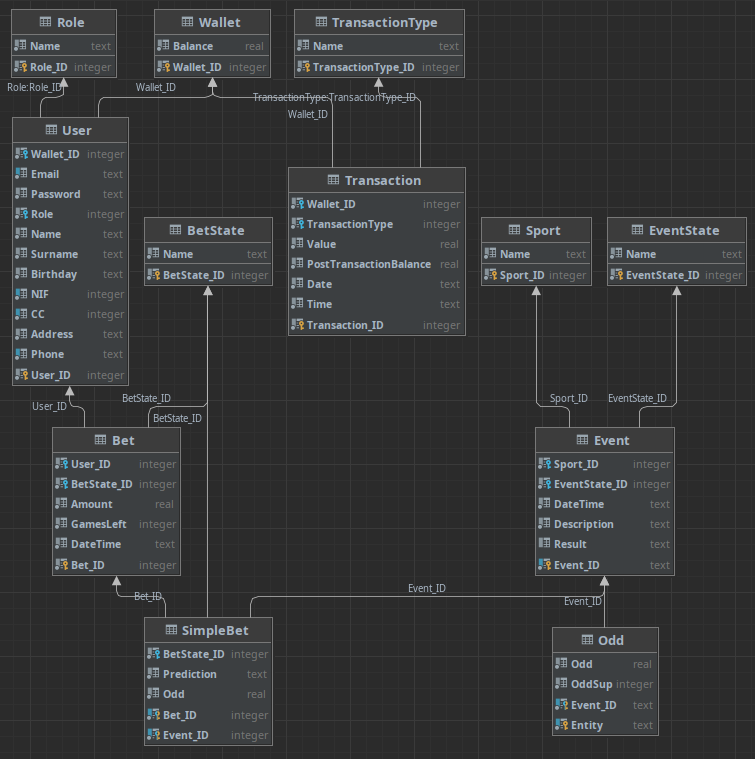 Role
Name text
Role_ID integer
Wallet
Balance real
Wallet_ID integer
TransactionType
Name text
TransactionType_ID integer
Role:Role_ID
Wallet_ID
TransactionType:TransactionType_ID
Wallet_ID
User
Wallet_ID integer
Email text
Password text
Role integer
Name text
Surname text
Birthday text
NIF integer
CC integer
Address text
Phone text
User_ID integer
Transaction
Wallet_ID integer
TransactionType integer
Value real
PostTransactionBalance real
Date text
Time text
Transaction_ID integer
BetState
Name text
BetState_ID integer
Sport
Name text
Sport_ID integer
EventState
Name text
EventState_ID integer
User_ID
BetState_ID
BetState_ID
Sport_ID
EventState_ID
Bet
User_ID integer
BetState_ID integer
Amount real
GamesLeft integer
DateTime text
Bet_ID integer
Event
Sport_ID integer
EventState_ID integer
DateTime text
Description text
Result text
Event_ID text
Bet_ID
Event_ID
Event_ID
SimpleBet
BetState_ID integer
Prediction text
Odd real
Bet_ID integer
Event_ID integer
Odd
Odd real
OddSup integer
Event_ID text
Entity text